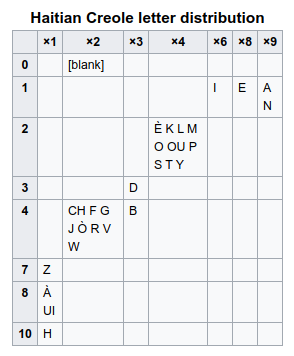 Haitian Creole letter distribution
×1 ×2 ×3 ×4 ×6 ×8 ×9
0 [blank]
1 I E A
N
2 È K L M
O OU P
S T Y
3 D
4 CH F G B
J Ò R V
W
7 Z
8 À
UI
10 H